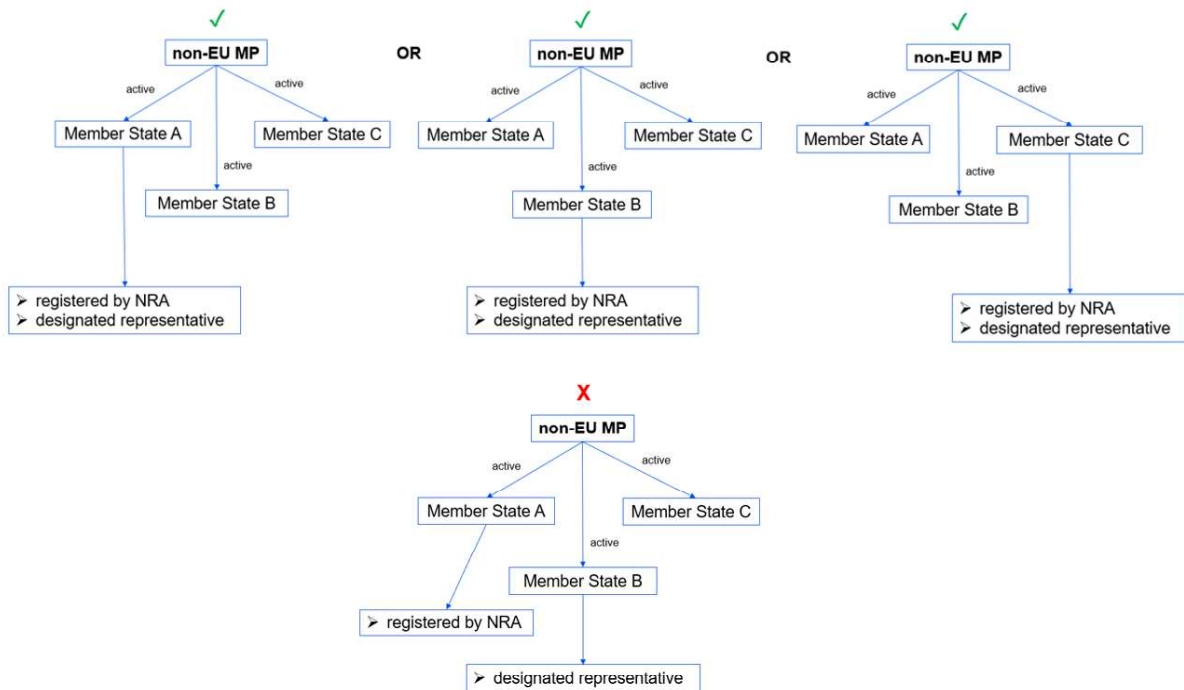 ✓
non-EU MP
active
active
active
Member State A
Member State C
Member State B
➢ registered by NRA
➢ designated representative
OR
✓
non-EU MP
active
active
active
Member State A
Member State C
Member State B
➢ registered by NRA
➢ designated representative
OR
✓
non-EU MP
active
active
active
Member State A
Member State C
Member State B
➢ registered by NRA
➢ designated representative
X
non-EU MP
active
active
Member State A
Member State C
active
Member State B
➢ registered by NRA
➢ designated representative